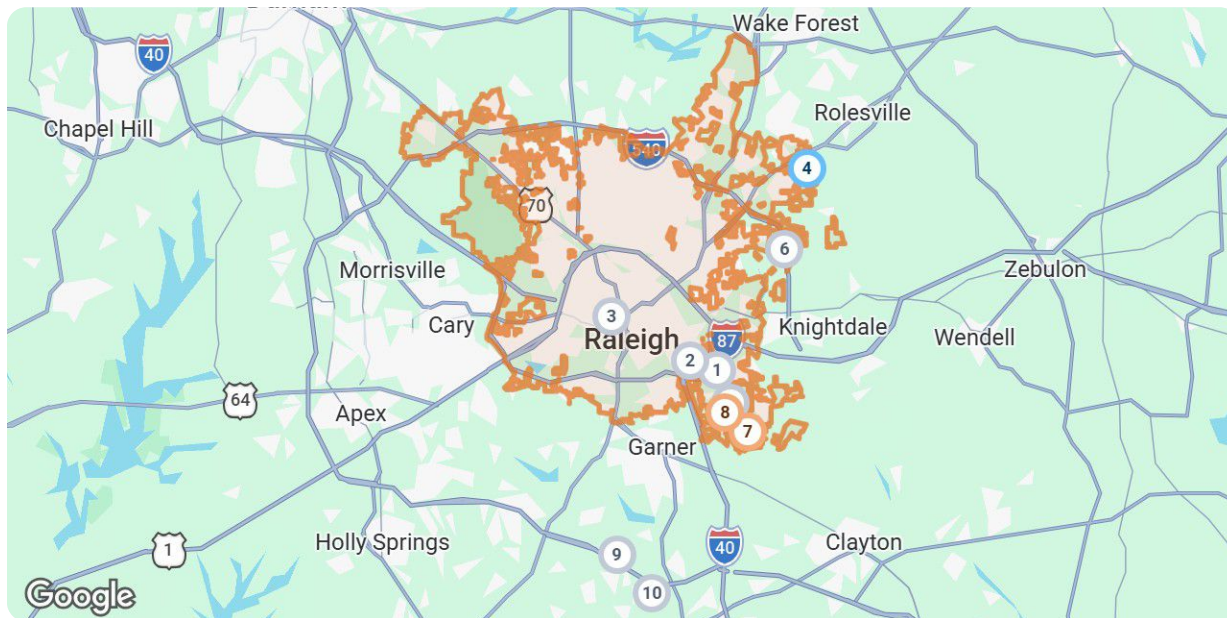 Wake Forest
40
Rolesville
Chapel Hill
540
4
70
6
Morrisville
Zebulon
3
Cary
Raleigh
87
Knightdale
Wendell
2
1
64
Apex
8
7
Garner
Holly Springs
1
9
40
Clayton
10
Google